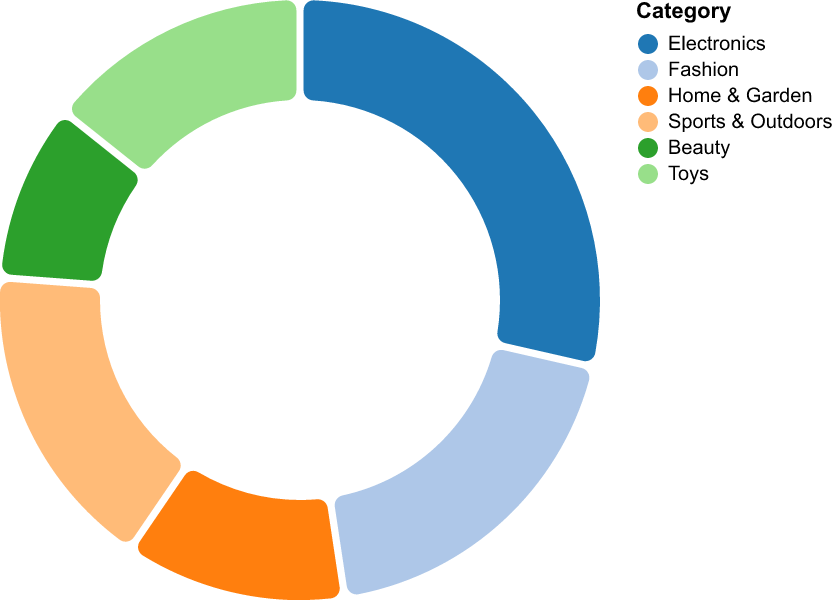 Category
Electronics
Fashion
Home & Garden
Sports & Outdoors
Beauty
Toys